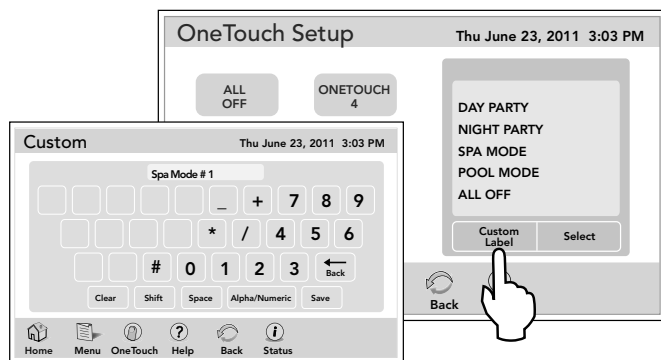 OneTouch Setup
Thu June 23, 2011 3:03 PM
ALL
OFF
ONETOUCH
4
DAY PARTY
NIGHT PARTY
SPA MODE
POOL MODE
ALL OFF
Custom
Label
Select
Back
Custom
Thu June 23, 2011 3:03 PM
Spa Mode # 1
_ + 7 8 9
* / 4 5 6
# 0 1 2 3 Back
Clear Shift Space Alpha/Numeric Save
Home Menu OneTouch Help Back Status